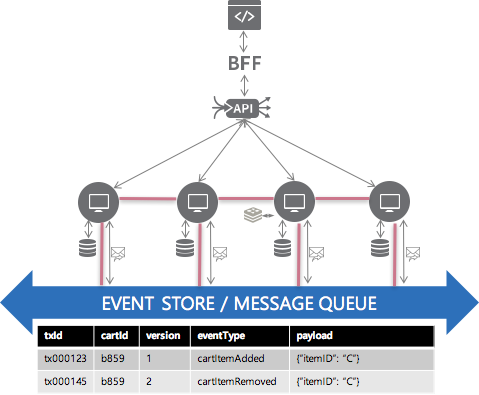 BFF
API
EVENT STORE / MESSAGE QUEUE
txId cartId version eventType payload
tx000123 b859 1 cartItemAdded {"itemID": "C"}
tx000145 b859 2 cartItemRemoved {"itemID": "C"}